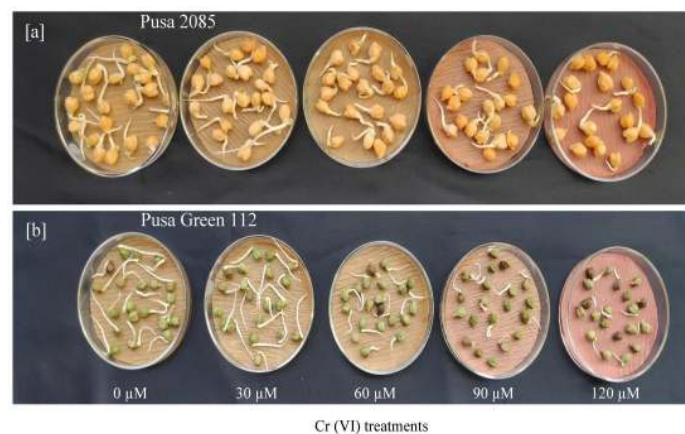 Pusa 2085
[a]
Pusa Green 112
[b]
0 µM 30 µM 60 µM 90 µM 120 µM
Cr (VI) treatments